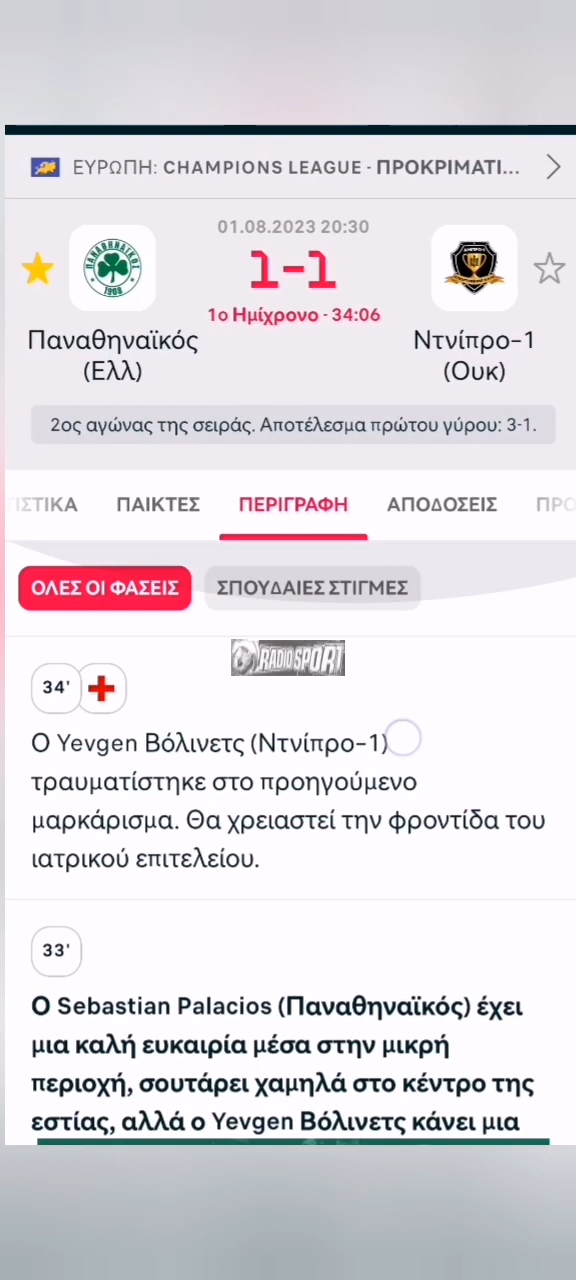 ΕΥΡΩΠΗ: CHAMPIONS LEAGUE - ΠΡΟΚΡΙΜΑΤΙ...
01.08.2023 20:30
1-1
1ο Ημίχρονο - 34:06
ΠΑΝΑΘΗΝΑΪΚΟΣ
1908
Παναθηναϊκός
(Ελλ)
Ντνίπρο-1
(Ουκ)
2ος αγώνας της σειράς. Αποτέλεσμα πρώτου γύρου: 3-1.
ΙΣΤΙΚΑ ΠΑΙΚΤΕΣ ΠΕΡΙΓΡΑΦΗ ΑΠΟΔΟΣΕΙΣ ΠΡΟ
ΟΛΕΣ ΟΙ ΦΑΣΕΙΣ ΣΠΟΥΔΑΙΕΣ ΣΤΙΓΜΕΣ
RADIO SPORT
34'
Ο Yevgen Βόλινετς (Ντνίπρο-1)
τραυματίστηκε στο προηγούμενο
μαρκάρισμα. Θα χρειαστεί την φροντίδα του
ιατρικού επιτελείου.
33'
Ο Sebastian Palacios (Παναθηναϊκός) έχει
μια καλή ευκαιρία μέσα στην μικρή
περιοχή, σουτάρει χαμηλά στο κέντρο της
εστίας, αλλά ο Yevgen Βόλινετς κάνει μια